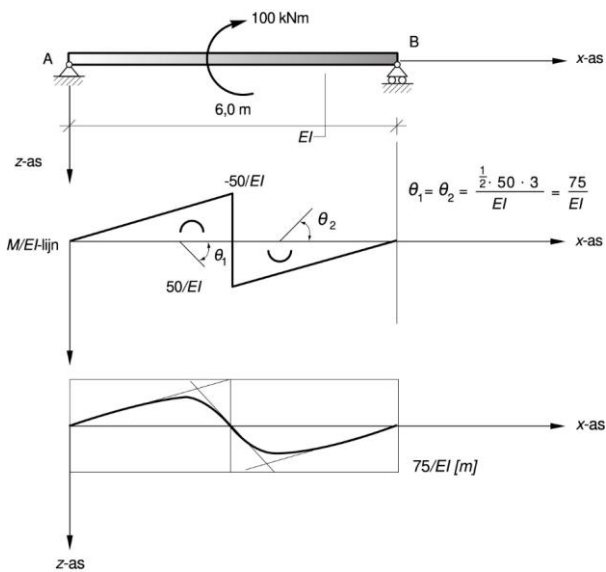 100 kNm
A
B
x-as
6,0 m
EI
z-as
-50/EI
θ₁ = θ₂ = ½ · 50 · 3 / EI = 75 / EI
θ₂
M/EI-lijn
x-as
θ₁
50/EI
x-as
75/EI [m]
z-as